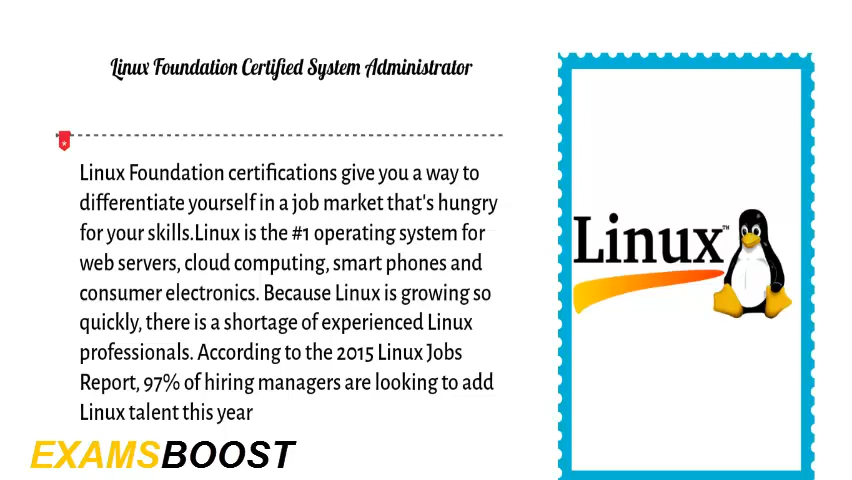 Linux Foundation Certified System Administrator
Linux Foundation certifications give you a way to
differentiate yourself in a job market that's hungry
for your skills.Linux is the #1 operating system for
web servers, cloud computing, smart phones and
consumer electronics. Because Linux is growing so
quickly, there is a shortage of experienced Linux
professionals. According to the 2015 Linux Jobs
Report, 97% of hiring managers are looking to add
Linux talent this year
EXAMSBOOST
Linux™